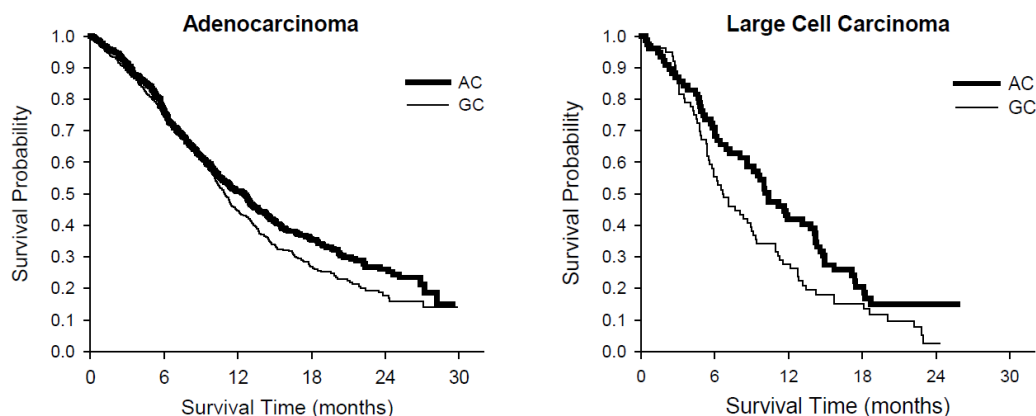 Adenocarcinoma
1.0
0.9
0.8
0.7
0.6
0.5
0.4
0.3
0.2
0.1
0.0
Survival Probability
AC
GC
0 6 12 18 24 30
Survival Time (months)
Large Cell Carcinoma
1.0
0.9
0.8
0.7
0.6
0.5
0.4
0.3
0.2
0.1
0.0
Survival Probability
AC
GC
0 6 12 18 24 30
Survival Time (months)